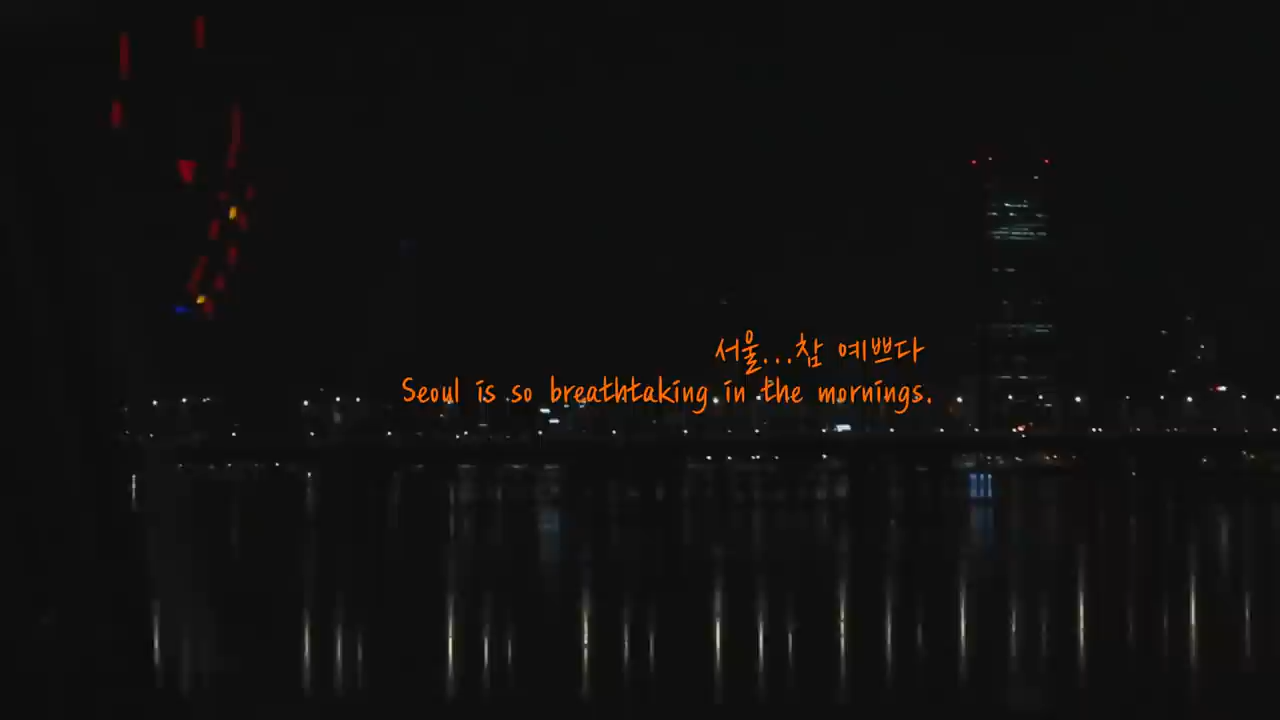 서울...참 예쁘다
Seoul is so breathtaking in the mornings.